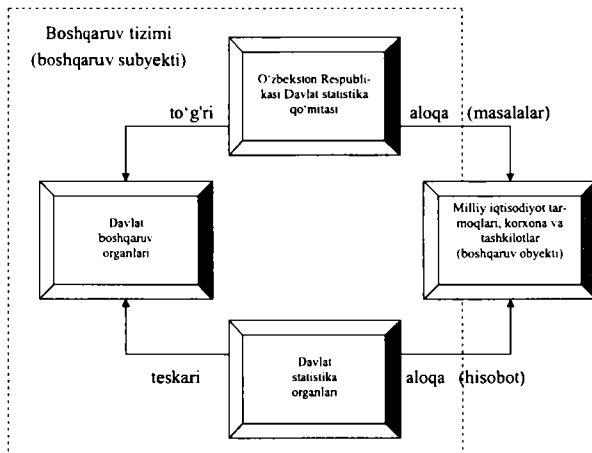 Boshqaruv tizimi
(boshqaruv subyekti)
O‘zbekston Respubli-
kasi Davlat statistika
qo‘mitasi
to‘g'ri
aloqa (masalalar)
Davlat
boshqaruv
organlari
Milliy iqtisodiyot tar-
moqlari, korxona va
tashkilotlar
(boshqaruv obyekti)
teskari
Davlat
statistika
organlari
aloqa (hisobot)